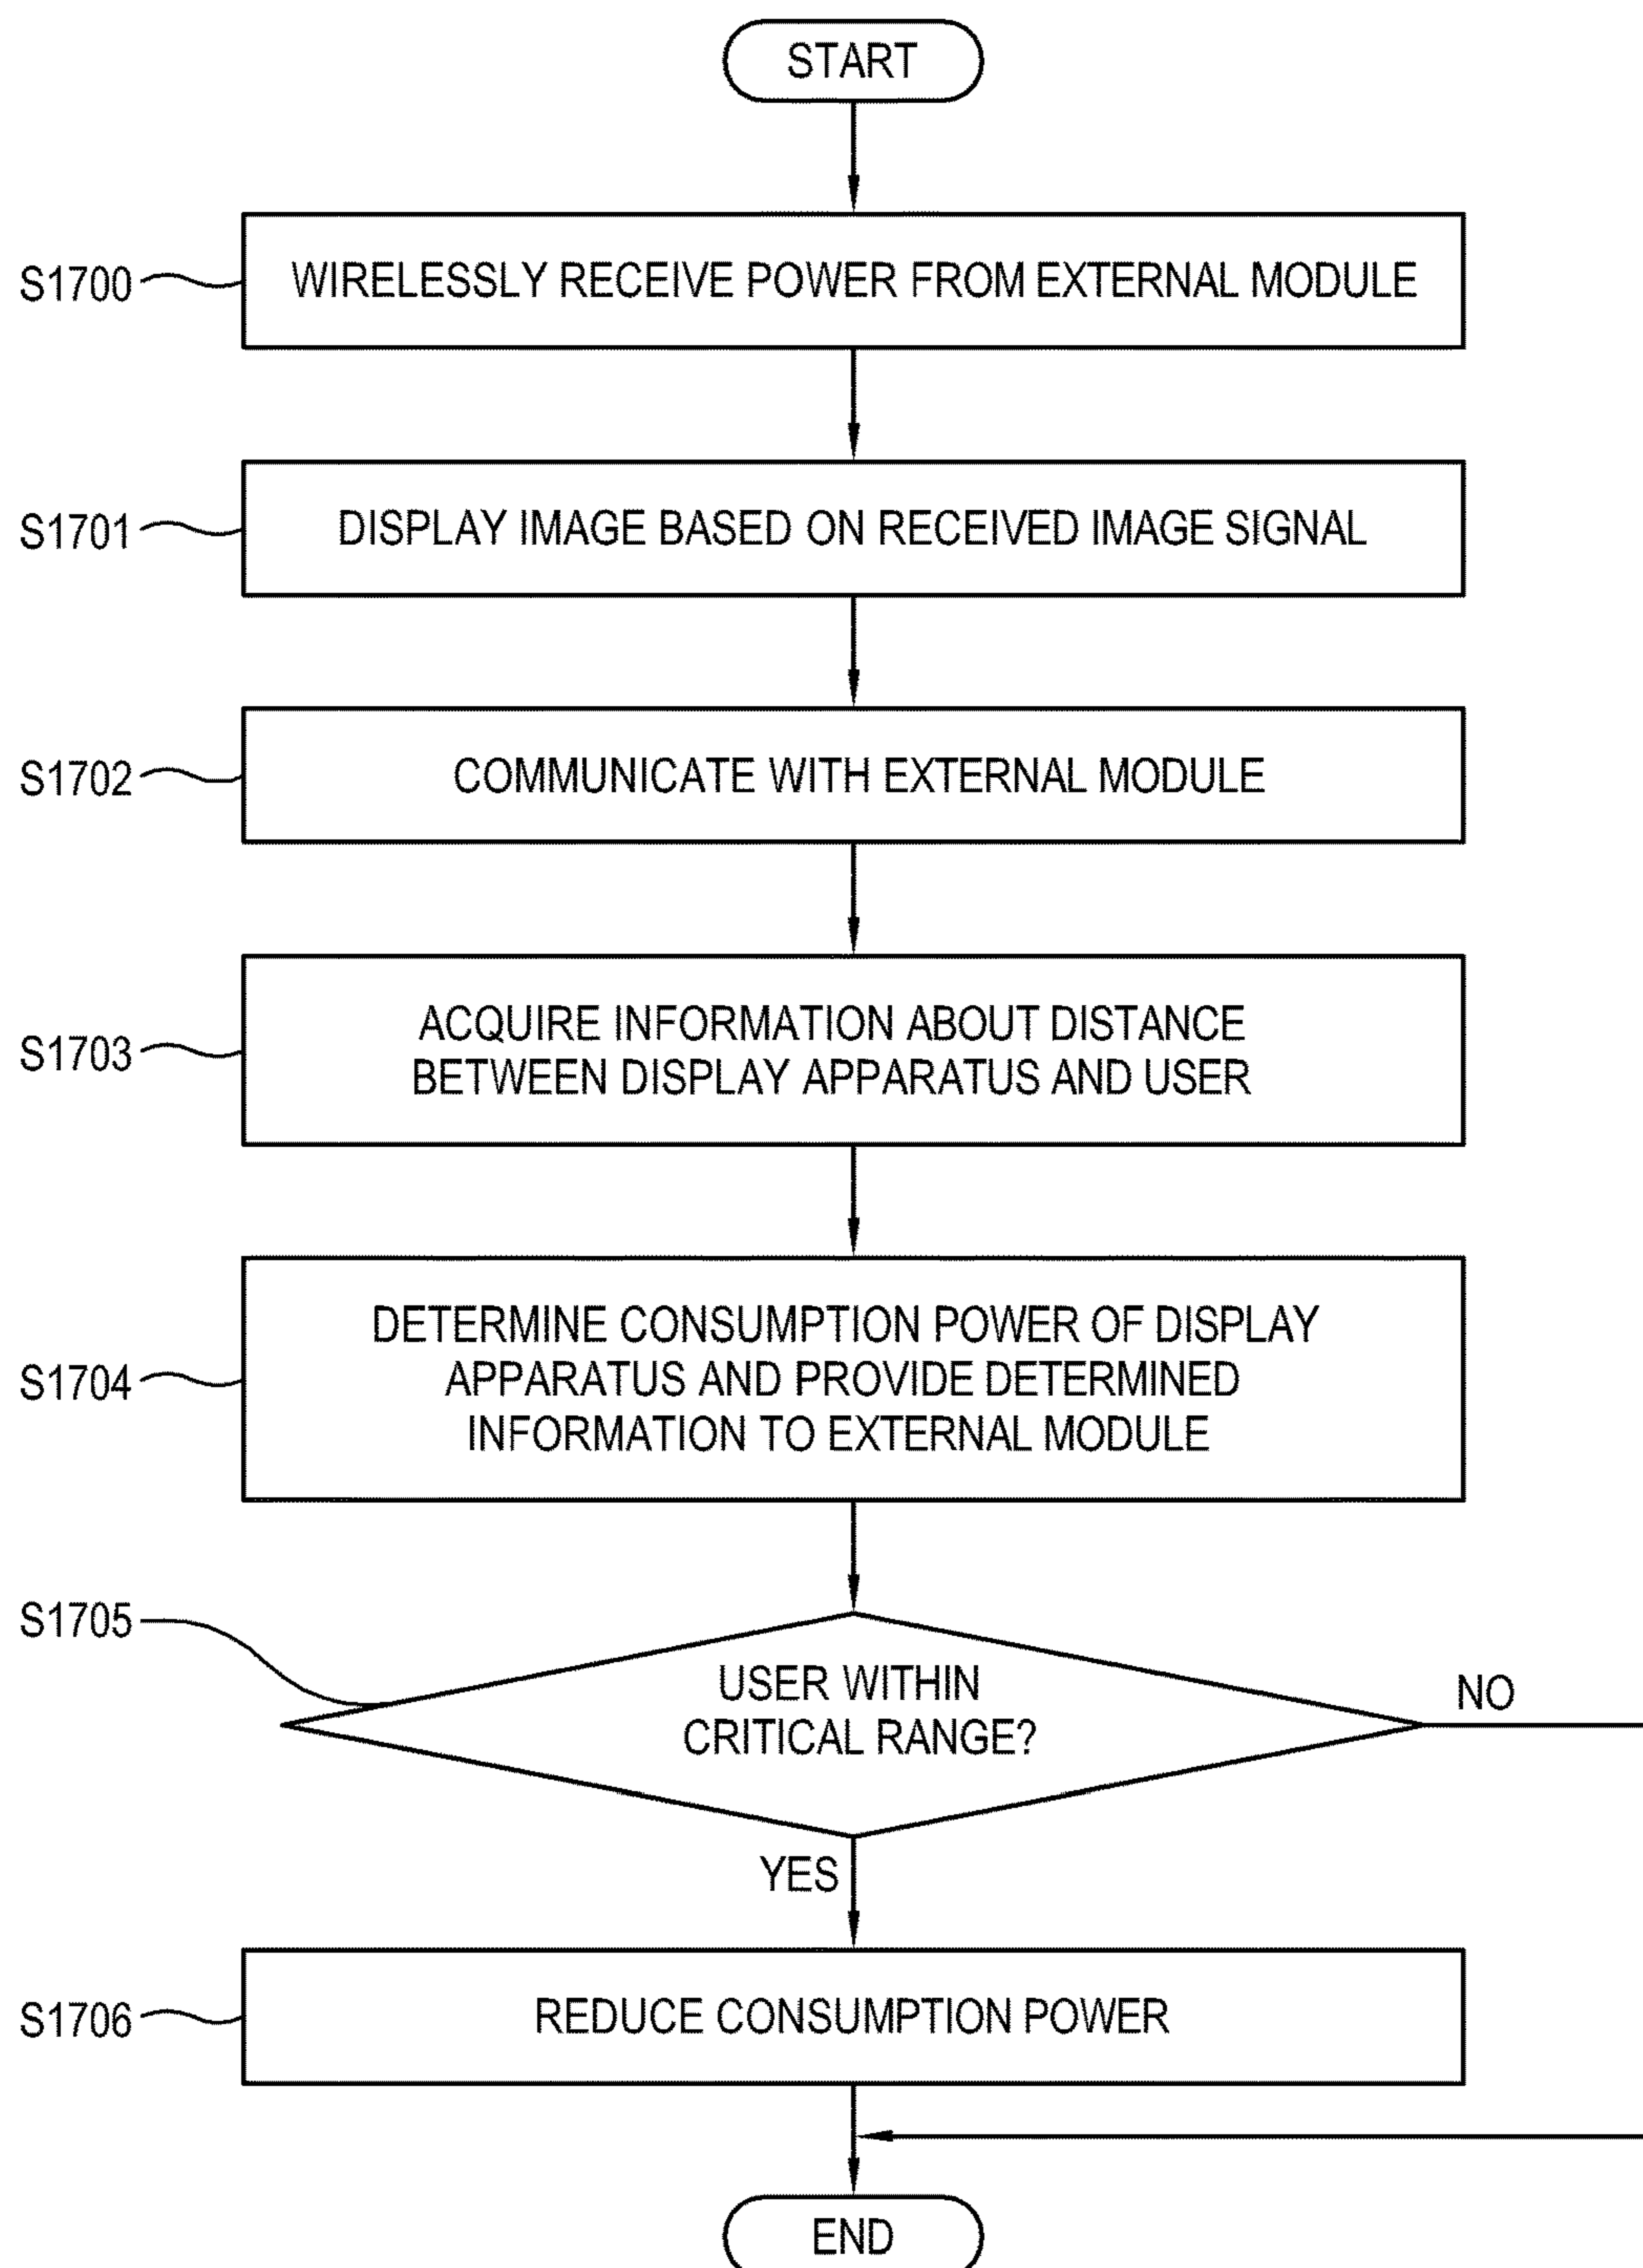 START
S1700
WIRELESSLY RECEIVE POWER FROM EXTERNAL MODULE
S1701
DISPLAY IMAGE BASED ON RECEIVED IMAGE SIGNAL
S1702
COMMUNICATE WITH EXTERNAL MODULE
S1703
ACQUIRE INFORMATION ABOUT DISTANCE
BETWEEN DISPLAY APPARATUS AND USER
S1704
DETERMINE CONSUMPTION POWER OF DISPLAY
APPARATUS AND PROVIDE DETERMINED
INFORMATION TO EXTERNAL MODULE
S1705
USER WITHIN
CRITICAL RANGE?
NO
YES
S1706
REDUCE CONSUMPTION POWER
END